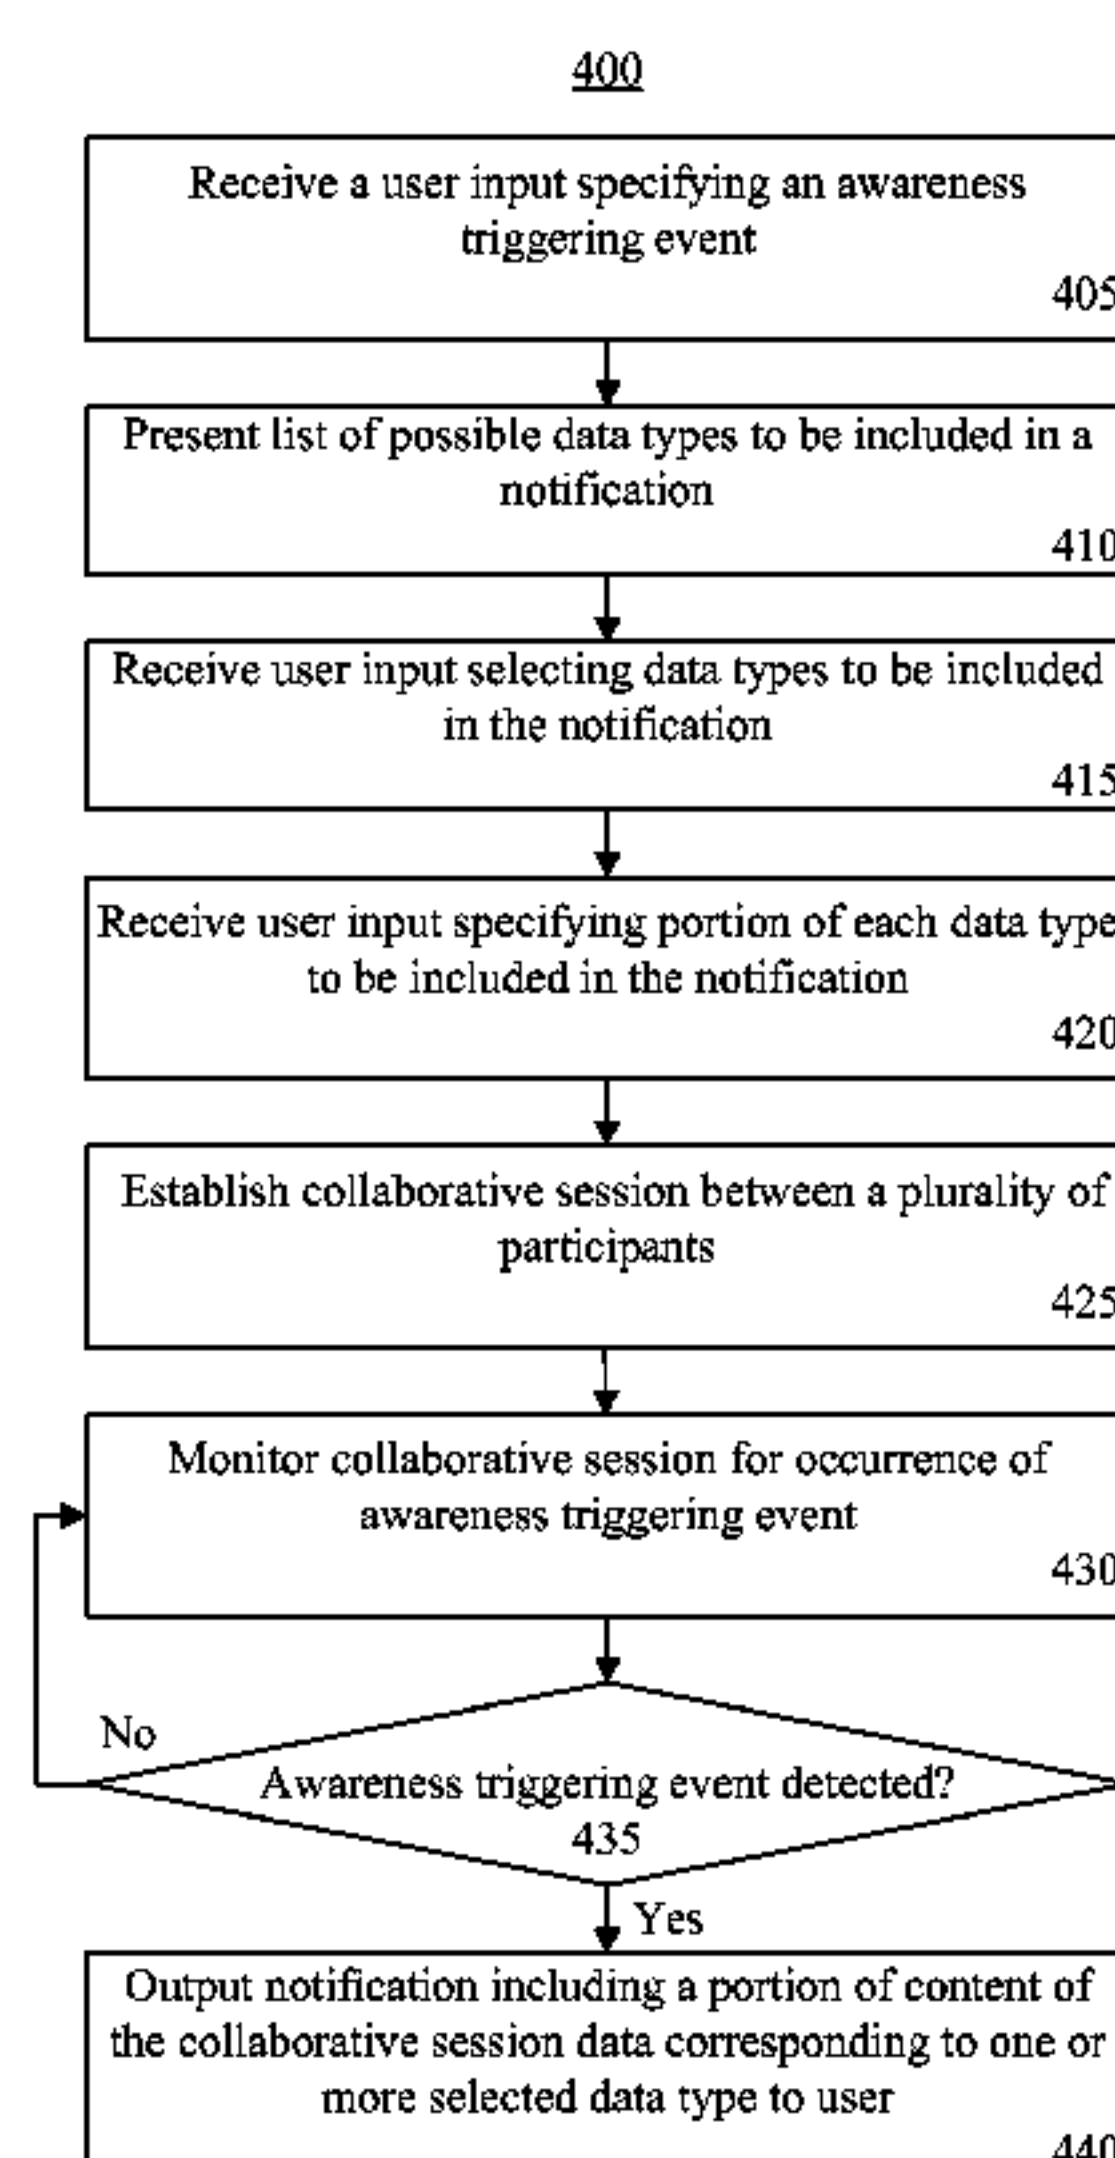 400
Receive a user input specifying an awareness
triggering event
405
Present list of possible data types to be included in a
notification
410
Receive user input selecting data types to be included
in the notification
415
Receive user input specifying portion of each data type
to be included in the notification
420
Establish collaborative session between a plurality of
participants
425
Monitor collaborative session for occurrence of
awareness triggering event
430
No
Awareness triggering event detected?
435
Yes
Output notification including a portion of content of
the collaborative session data corresponding to one or
more selected data type to user
440